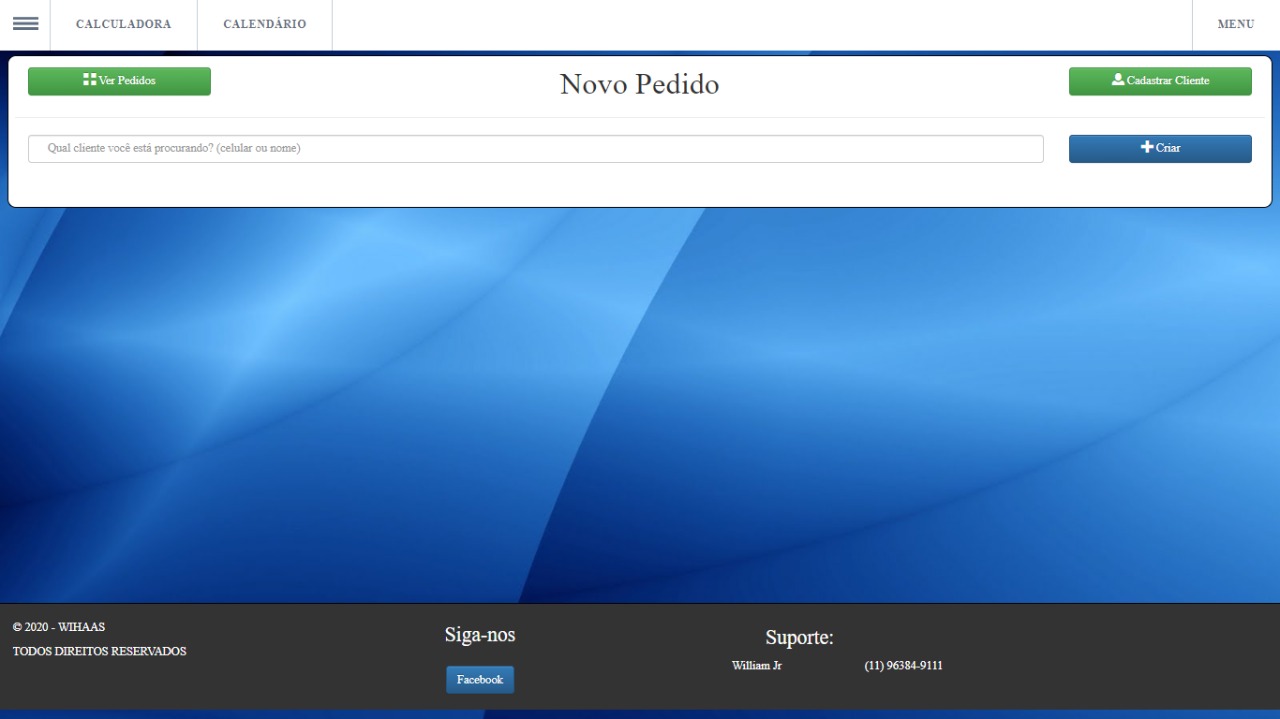 CALCULADORA CALENDÁRIO MENU
Ver Pedidos Novo Pedido Cadastrar Cliente
Qual cliente você está procurando? (celular ou nome) Criar
© 2020 - WIHAAS
TODOS DIREITOS RESERVADOS
Siga-nos
Facebook
Suporte:
William Jr (11) 96384-9111